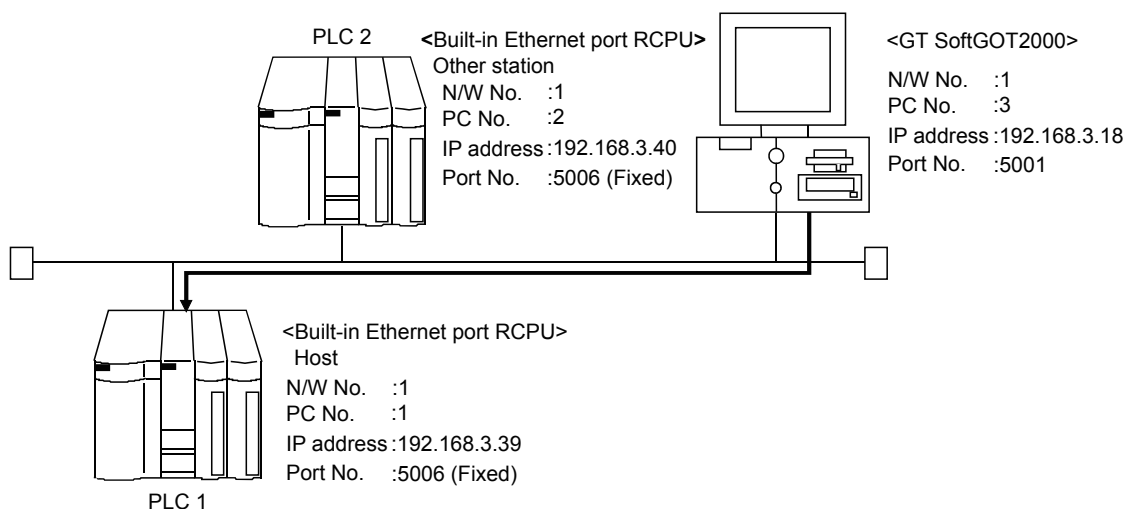 PLC 2
<Built-in Ethernet port RCPU>
Other station
N/W No. :1
PC No. :2
IP address :192.168.3.40
Port No. :5006 (Fixed)
<GT SoftGOT2000>
N/W No. :1
PC No. :3
IP address :192.168.3.18
Port No. :5001
<Built-in Ethernet port RCPU>
Host
N/W No. :1
PC No. :1
IP address :192.168.3.39
Port No. :5006 (Fixed)
PLC 1